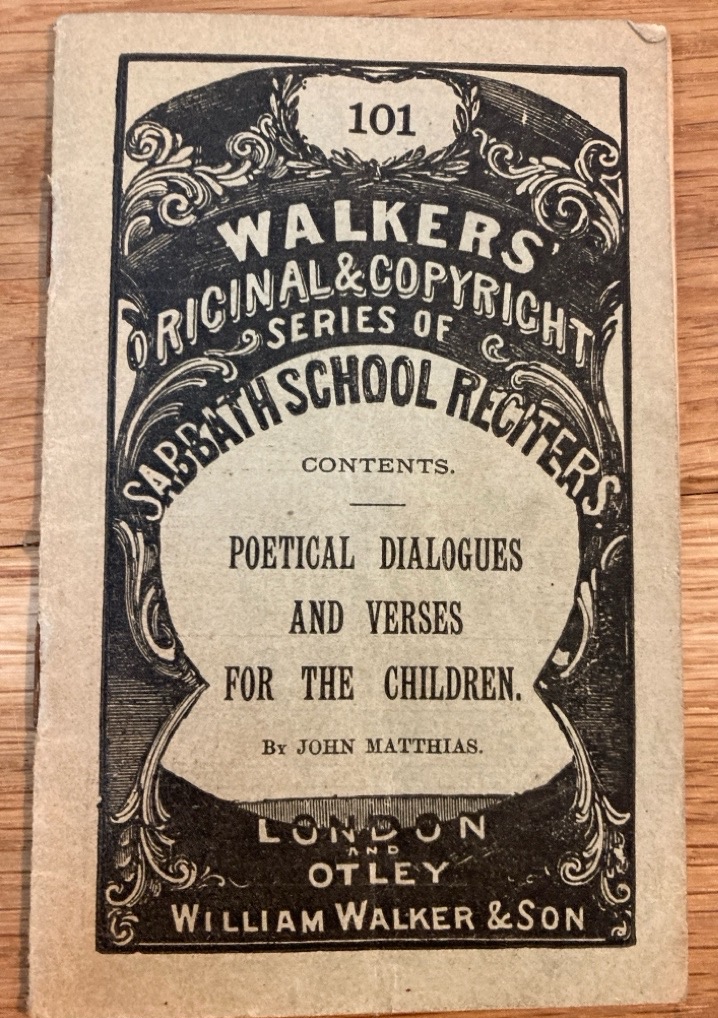 101
WALKERS'
ORIGINAL & COPYRIGHT
SERIES OF
SABBATH SCHOOL RECITERS.
CONTENTS.
POETICAL DIALOGUES
AND VERSES
FOR THE CHILDREN.
By JOHN MATTHIAS.
LONDON
AND
OTLEY
WILLIAM WALKER & SON